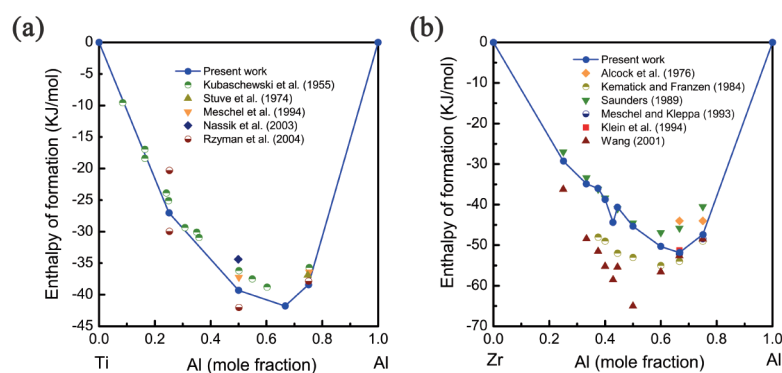 (a)
Enthalpy of formation (KJ/mol)
0
-5
-10
-15
-20
-25
-30
-35
-40
-45
Present work
Kubaschewski et al. (1955)
Stuve et al. (1974)
Meschel et al. (1994)
Nassik et al. (2003)
Rzyman et al. (2004)
0.0 0.2 0.4 0.6 0.8 1.0
Ti Al (mole fraction) Al
(b)
Enthalpy of formation (KJ/mol)
0
-10
-20
-30
-40
-50
-60
-70
Present work
Alcock et al. (1976)
Kematick and Franzen (1984)
Saunders (1989)
Meschel and Kleppa (1993)
Klein et al. (1994)
Wang (2001)
0.0 0.2 0.4 0.6 0.8 1.0
Zr Al (mole fraction) Al